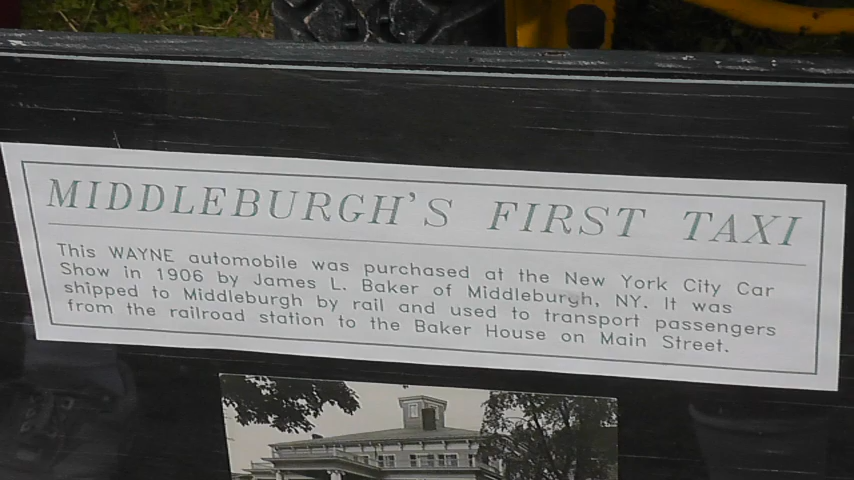 MIDDLEBURGH'S FIRST TAXI
This WAYNE automobile was purchased at the New York City Car
Show in 1906 by James L. Baker of Middleburgh, NY. It was
shipped to Middleburgh by rail and used to transport passengers
from the railroad station to the Baker House on Main Street.